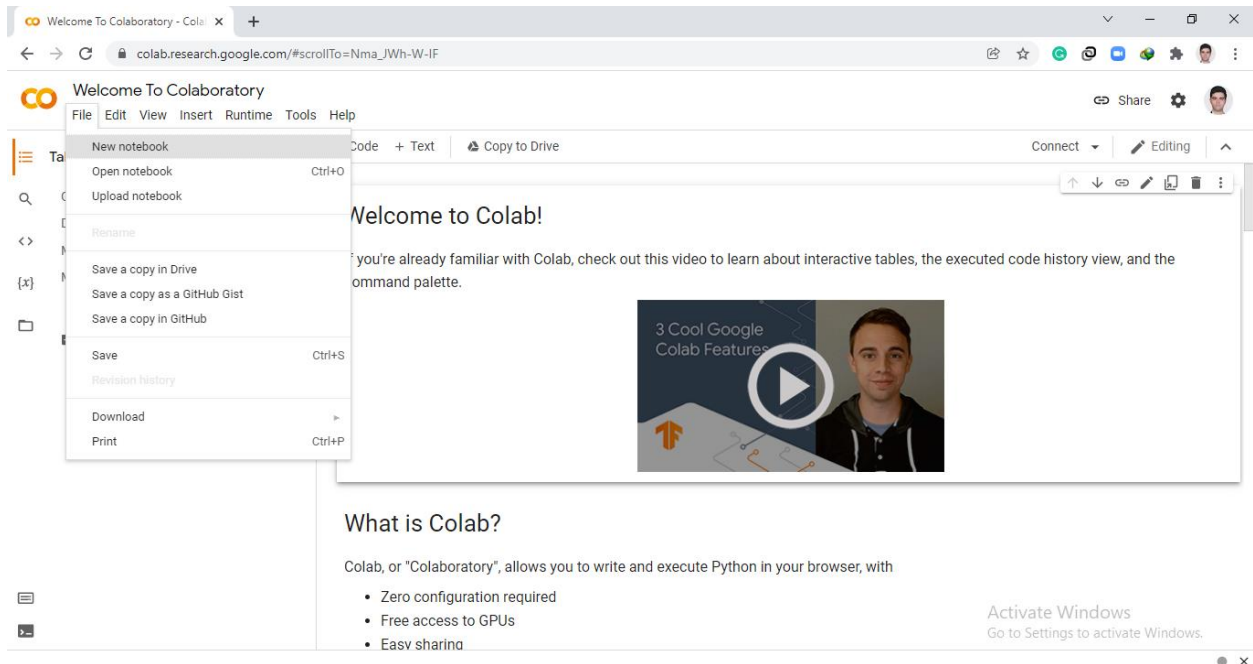 Welcome To Colaboratory - Cola
colab.research.google.com/#scrollTo=Nma_JWh-W-IF
Welcome To Colaboratory
Share
File Edit View Insert Runtime Tools Help
New notebook
Open notebook Ctrl+O
Upload notebook
Rename
Save a copy in Drive
Save a copy as a GitHub Gist
Save a copy in GitHub
Save Ctrl+S
Revision history
Download
Print Ctrl+P
Code + Text Copy to Drive
Connect Editing
{x}
Welcome to Colab!
f you're already familiar with Colab, check out this video to learn about interactive tables, the executed code history view, and the
ommand palette.
3 Cool Google
Colab Features
What is Colab?
Colab, or "Colaboratory", allows you to write and execute Python in your browser, with
• Zero configuration required
• Free access to GPUs
• Easy sharing
Activate Windows
Go to Settings to activate Windows.